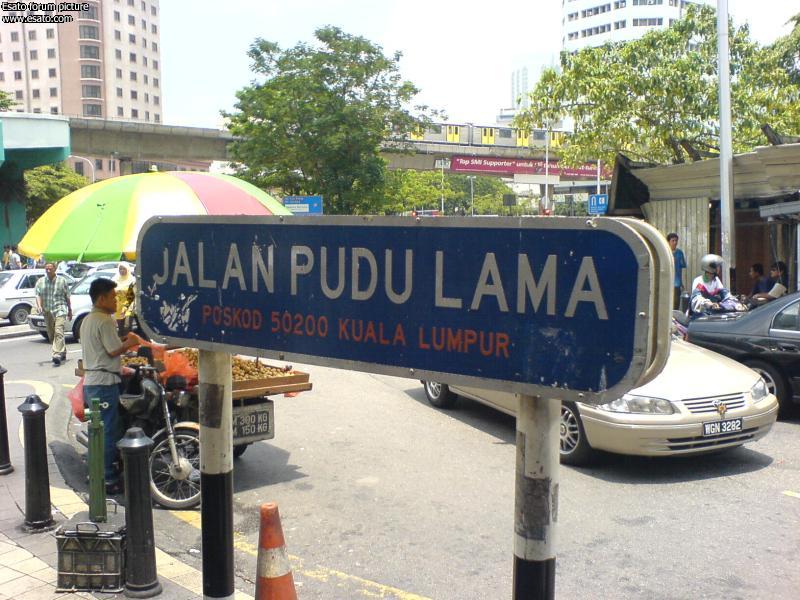 Esato forum picture
www.esato.com
"Top SMI Supporter" untuk
JALAN PUDU LAMA
POSKOD 50200 KUALA LUMPUR
M 300 KG
M 150 KG
WGN 3282